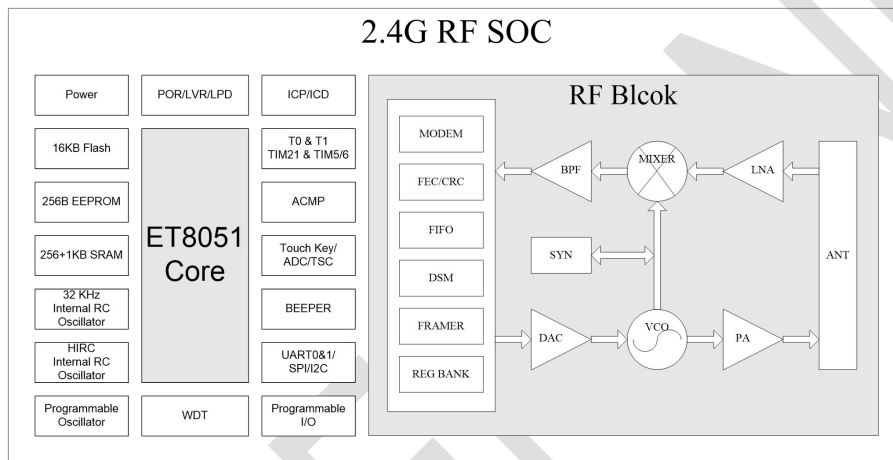 2.4G RF SOC
Power
POR/LVR/LPD
ICP/ICD
16KB Flash
T0 & T1
TIM21 & TIM5/6
256B EEPROM
ACMP
ET8051
Core
256+1KB SRAM
Touch Key/
ADC/TSC
32 KHz
Internal RC
Oscillator
BEEPER
HIRC
Internal RC
Oscillator
UART0&1/
SPI/I2C
Programmable
Oscillator
WDT
Programmable
I/O
RF Blcok
MODEM
FEC/CRC
FIFO
DSM
FRAMER
REG BANK
BPF
MIXER
LNA
SYN
ANT
DAC
VCO
PA